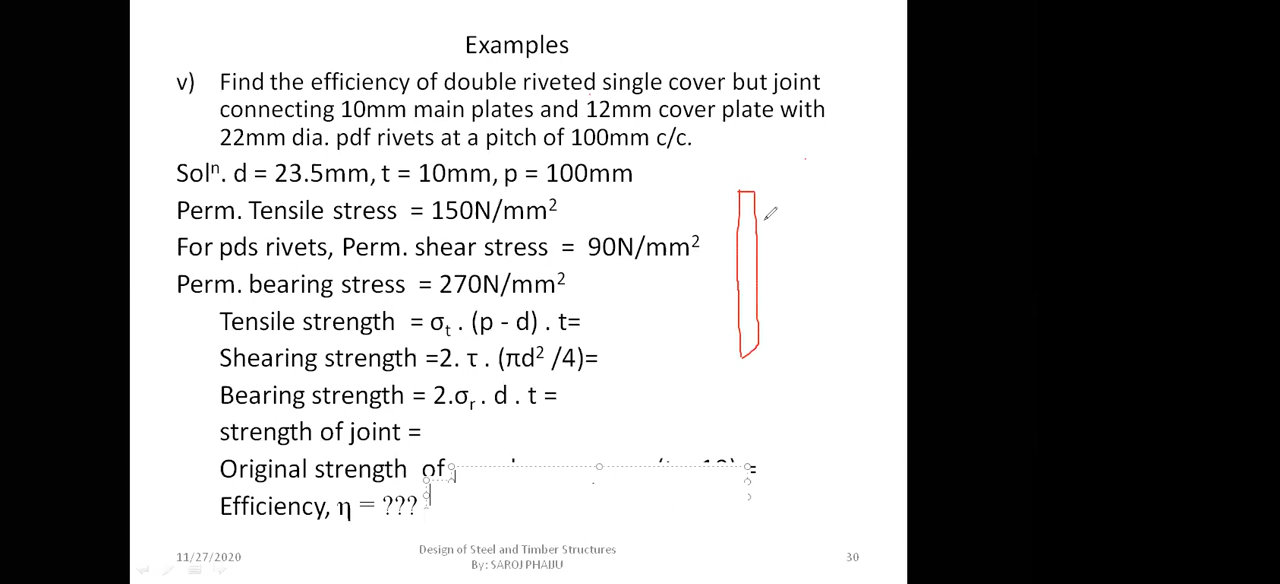 Examples
v) Find the efficiency of double riveted single cover but joint
connecting 10mm main plates and 12mm cover plate with
22mm dia. pdf rivets at a pitch of 100mm c/c.
Solⁿ. d = 23.5mm, t = 10mm, p = 100mm
Perm. Tensile stress = 150N/mm²
For pds rivets, Perm. shear stress = 90N/mm²
Perm. bearing stress = 270N/mm²
Tensile strength = σₜ . (p - d) . t=
Shearing strength =2. τ . (πd² /4)=
Bearing strength = 2.σᵣ . d . t =
strength of joint =
Original strength of =
Efficiency, η = ???
11/27/2020
Design of Steel and Timber Structures
By: SAROJ PHAIJU
30